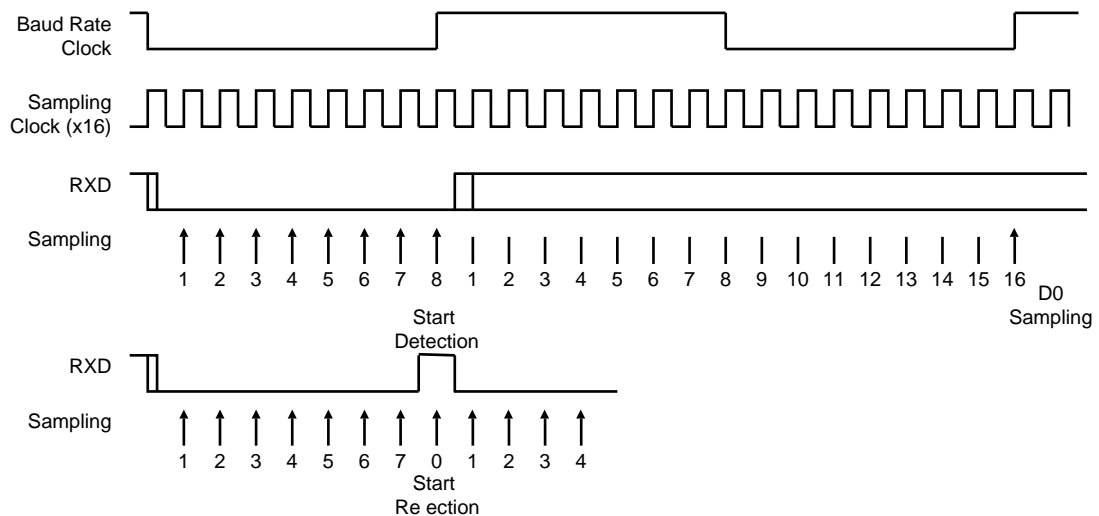 Baud Rate
Clock
Sampling
Clock (x16)
RXD
Sampling
1 2 3 4 5 6 7 8 1 2 3 4 5 6 7 8 9 10 11 12 13 14 15 16
D0
Sampling
Start
Detection
RXD
Sampling
1 2 3 4 5 6 7 0 1 2 3 4
Start
Re ection